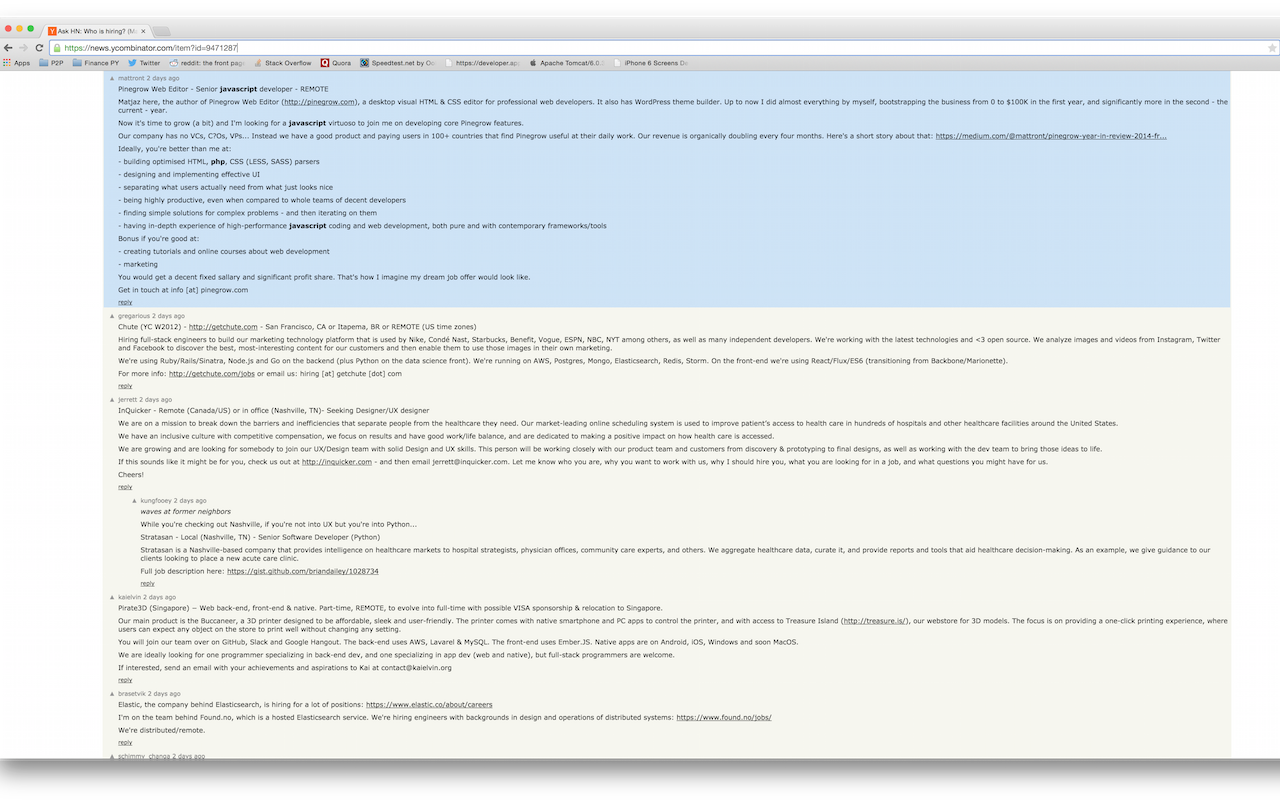 Ask HN: Who is hiring? (Ma
https://news.ycombinator.com/item?id=9471287
Apps P2P Finance PY Twitter reddit: the front page Stack Overflow Quora Speedtest.net by Oo https://developer.app Apache Tomcat/6.0. iPhone 6 Screens De
mattront 2 days ago
Pinegrow Web Editor - Senior javascript developer - REMOTE
Matjaz here, the author of Pinegrow Web Editor (http://pinegrow.com), a desktop visual HTML & CSS editor for professional web developers. It also has WordPress theme builder. Up to now I did almost everything by myself, bootstrapping the business from 0 to $100K in the first year, and significantly more in the second - the
current - year.
Now it's time to grow (a bit) and I'm looking for a javascript virtuoso to join me on developing core Pinegrow features.
Our company has no VCs, C?Os, VPs... Instead we have a good product and paying users in 100+ countries that find Pinegrow useful at their daily work. Our revenue is organically doubling every four months. Here's a short story about that: https://medium.com/@mattront/pinegrow-year-in-review-2014-fr...
Ideally, you're better than me at:
- building optimised HTML, php, CSS (LESS, SASS) parsers
- designing and implementing effective UI
- separating what users actually need from what just looks nice
- being highly productive, even when compared to whole teams of decent developers
- finding simple solutions for complex problems - and then iterating on them
- having in-depth experience of high-performance javascript coding and web development, both pure and with contemporary frameworks/tools
Bonus if you're good at:
- creating tutorials and online courses about web development
- marketing
You would get a decent fixed sallary and significant profit share. That's how I imagine my dream job offer would look like.
Get in touch at info [at] pinegrow.com
reply
gregarious 2 days ago
Chute (YC W2012) - http://getchute.com - San Francisco, CA or Itapema, BR or REMOTE (US time zones)
Hiring full-stack engineers to build our marketing technology platform that is used by Nike, Condé Nast, Starbucks, Benefit, Vogue, ESPN, NBC, NYT among others, as well as many independent developers. We're working with the latest technologies and <3 open source. We analyze images and videos from Instagram, Twitter
and Facebook to discover the best, most-interesting content for our customers and then enable them to use those images in their own marketing.
We're using Ruby/Rails/Sinatra, Node.js and Go on the backend (plus Python on the data science front). We're running on AWS, Postgres, Mongo, Elasticsearch, Redis, Storm. On the front-end we're using React/Flux/ES6 (transitioning from Backbone/Marionette).
For more info: http://getchute.com/jobs or email us: hiring [at] getchute [dot] com
reply
jerrett 2 days ago
InQuicker - Remote (Canada/US) or in office (Nashville, TN)- Seeking Designer/UX designer
We are on a mission to break down the barriers and inefficiencies that separate people from the healthcare they need. Our market-leading online scheduling system is used to improve patient's access to health care in hundreds of hospitals and other healthcare facilities around the United States.
We have an inclusive culture with competitive compensation, we focus on results and have good work/life balance, and are dedicated to making a positive impact on how health care is accessed.
We are growing and are looking for somebody to join our UX/Design team with solid Design and UX skills. This person will be working closely with our product team and customers from discovery & prototyping to final designs, as well as working with the dev team to bring those ideas to life.
If this sounds like it might be for you, check us out at http://inquicker.com - and then email jerrett@inquicker.com. Let me know who you are, why you want to work with us, why I should hire you, what you are looking for in a job, and what questions you might have for us.
Cheers!
reply
kungfooey 2 days ago
waves at former neighbors
While you're checking out Nashville, if you're not into UX but you're into Python...
Stratasan - Local (Nashville, TN) - Senior Software Developer (Python)
Stratasan is a Nashville-based company that provides intelligence on healthcare markets to hospital strategists, physician offices, community care experts, and others. We aggregate healthcare data, curate it, and provide reports and tools that aid healthcare decision-making. As an example, we give guidance to our
clients looking to place a new acute care clinic.
Full job description here: https://gist.github.com/briandailey/1028734
reply
kaielvin 2 days ago
Pirate3D (Singapore) — Web back-end, front-end & native. Part-time, REMOTE, to evolve into full-time with possible VISA sponsorship & relocation to Singapore.
Our main product is the Buccaneer, a 3D printer designed to be affordable, sleek and user-friendly. The printer comes with native smartphone and PC apps to control the printer, and with access to Treasure Island (http://treasure.is/), our webstore for 3D models. The focus is on providing a one-click printing experience, where
users can expect any object on the store to print well without changing any setting.
You will join our team over on GitHub, Slack and Google Hangout. The back-end uses AWS, Lavarel & MySQL. The front-end uses Ember.JS. Native apps are on Android, iOS, Windows and soon MacOS.
We are ideally looking for one programmer specializing in back-end dev, and one specializing in app dev (web and native), but full-stack programmers are welcome.
If interested, send an email with your achievements and aspirations to Kai at contact@kaielvin.org
reply
brasetvik 2 days ago
Elastic, the company behind Elasticsearch, is hiring for a lot of positions: https://www.elastic.co/about/careers
I'm on the team behind Found.no, which is a hosted Elasticsearch service. We're hiring engineers with backgrounds in design and operations of distributed systems: https://www.found.no/jobs/
We're distributed/remote.
reply
schimmy_changa 2 days ago